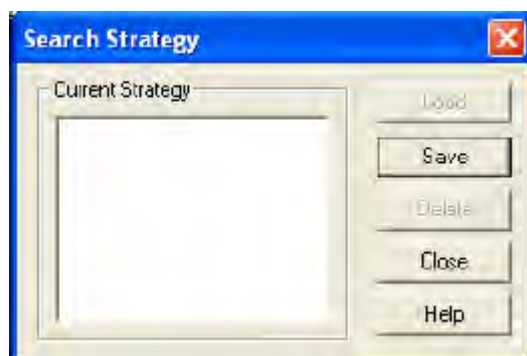 Search Strategy
Current Strategy
Load
Save
Delete
Close
Help